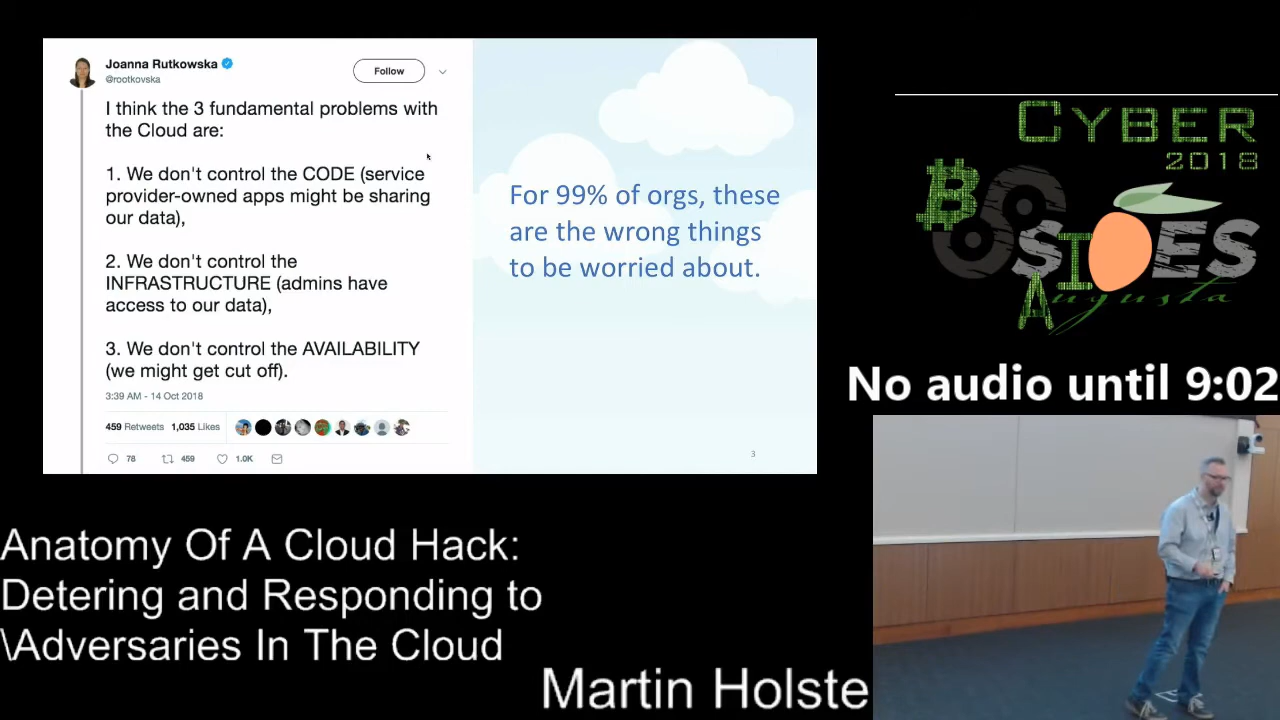 Joanna Rutkowska
@rootkovska
Follow
I think the 3 fundamental problems with
the Cloud are:
1. We don't control the CODE (service
provider-owned apps might be sharing
our data),
2. We don't control the
INFRASTRUCTURE (admins have
access to our data),
3. We don't control the AVAILABILITY
(we might get cut off).
3:39 AM - 14 Oct 2018
459 Retweets 1,035 Likes
78 459 1.0K
For 99% of orgs, these
are the wrong things
to be worried about.
3
CYBER
2018
BSIDES
Augusta
No audio until 9:02
Anatomy Of A Cloud Hack:
Detering and Responding to
\Adversaries In The Cloud
Martin Holste